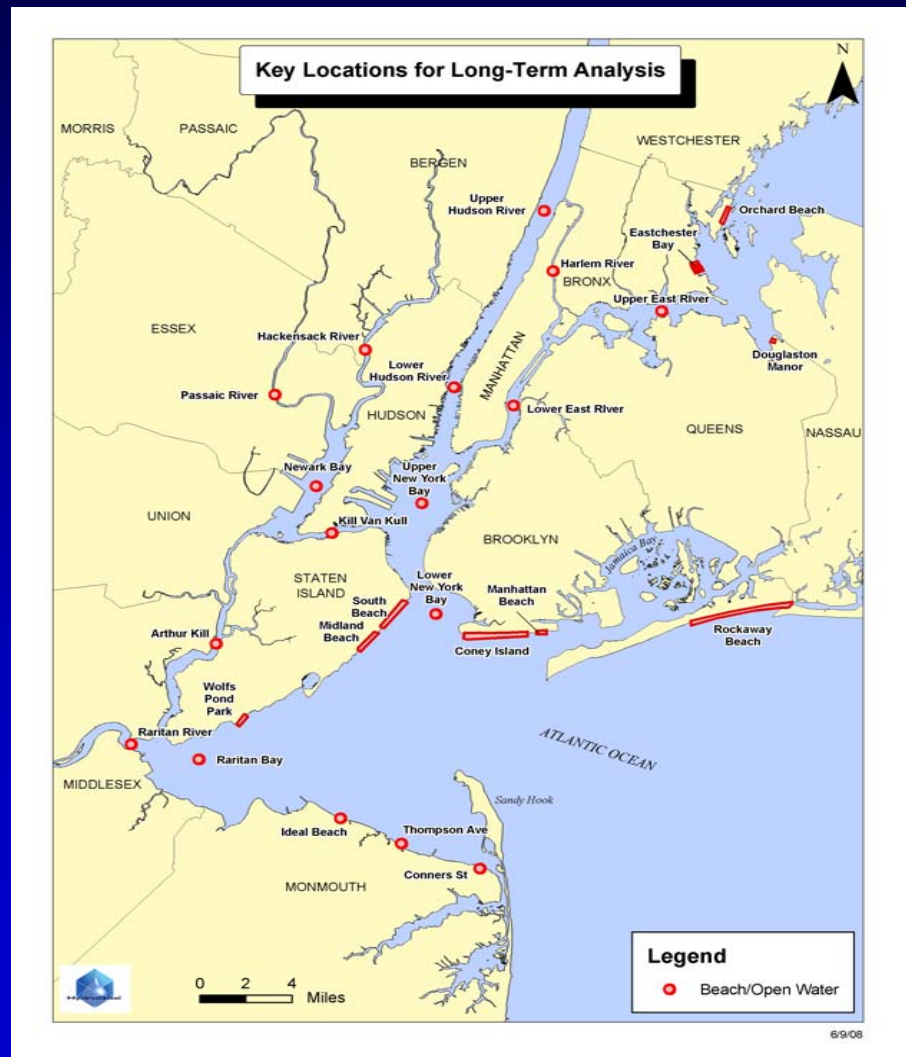 Key Locations for Long-Term Analysis
N
MORRIS
PASSAIC
WESTCHESTER
BERGEN
Upper
Hudson River
Orchard Beach
Eastchester
Bay
Harlem River
BRONX
Upper East RIver
ESSEX
Hackensack River
MANHATTAN
Douglaston
Manor
Lower
Hudson River
Passaic River
HUDSON
Lower East RIver
QUEENS
NASSAU
Newark Bay
Upper
New York
Bay
UNION
Kill Van Kull
BROOKLYN
Jamaica Bay
STATEN
ISLAND
Lower
New York
Bay
Manhattan
Beach
South
Beach
Midland
Beach
Arthur Kill
Coney Island
Rockaway
Beach
Wolfs
Pond
Park
Raritan River
ATLANTIC OCEAN
Raritan Bay
MIDDLESEX
Sandy Hook
Ideal Beach
Thompson Ave
Conners St
MONMOUTH
Legend
Beach/Open Water
0 2 4
Miles
6/9/08